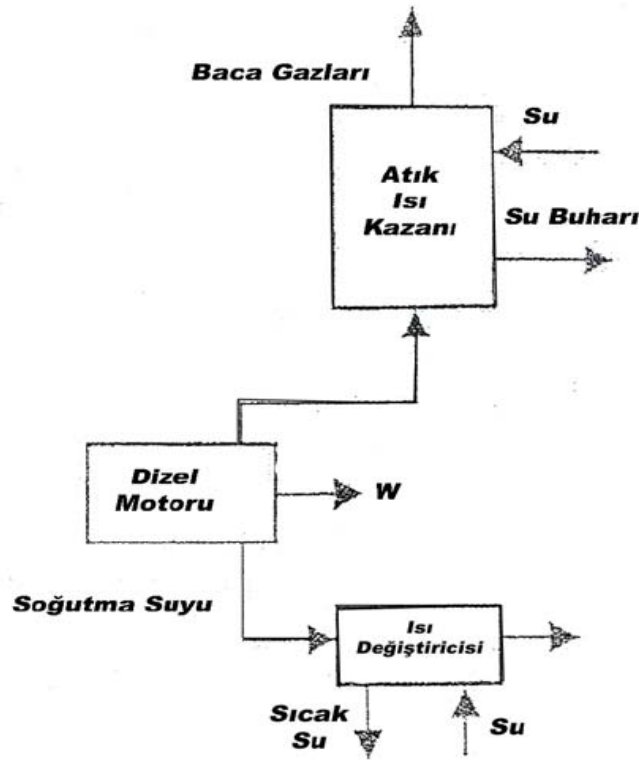 Baca Gazları
Su
Atık
Isı
Kazanı
Su Buharı
Dizel
Motoru
W
Soğutma Suyu
Isı
Değiştiricisi
Sıcak
Su
Su